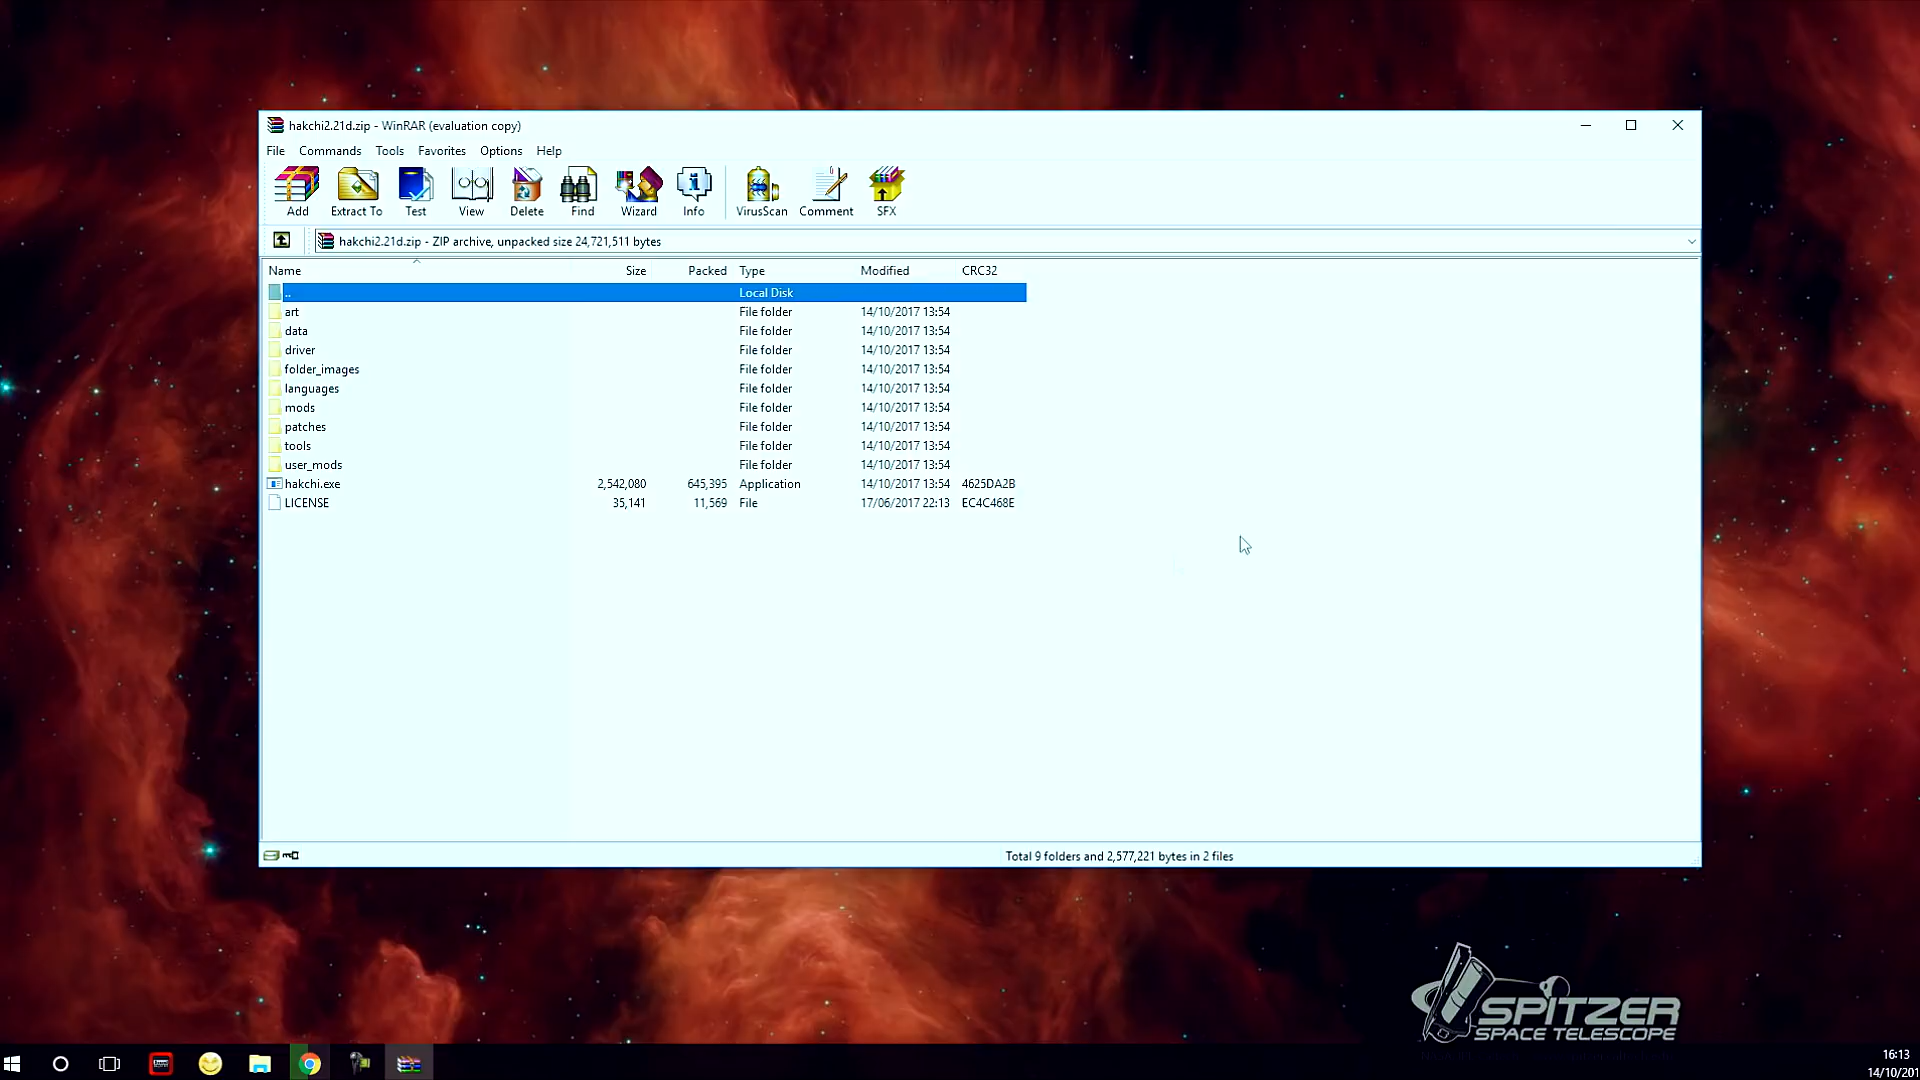 hakchi2.21d.zip - WinRAR (evaluation copy)
File Commands Tools Favorites Options Help
Add Extract To Test View Delete Find Wizard Info VirusScan Comment SFX
hakchi2.21d.zip - ZIP archive, unpacked size 24,721,511 bytes
Name Size Packed Type Modified CRC32
.. Local Disk
art File folder 14/10/2017 13:54
data File folder 14/10/2017 13:54
driver File folder 14/10/2017 13:54
folder_images File folder 14/10/2017 13:54
languages File folder 14/10/2017 13:54
mods File folder 14/10/2017 13:54
patches File folder 14/10/2017 13:54
tools File folder 14/10/2017 13:54
user_mods File folder 14/10/2017 13:54
hakchi.exe 2,542,080 645,395 Application 14/10/2017 13:54 4625DA2B
LICENSE 35,141 11,569 File 17/06/2017 22:13 EC4C468E
Total 9 folders and 2,577,221 bytes in 2 files
SPITZER
SPACE TELESCOPE
16:13
14/10/201